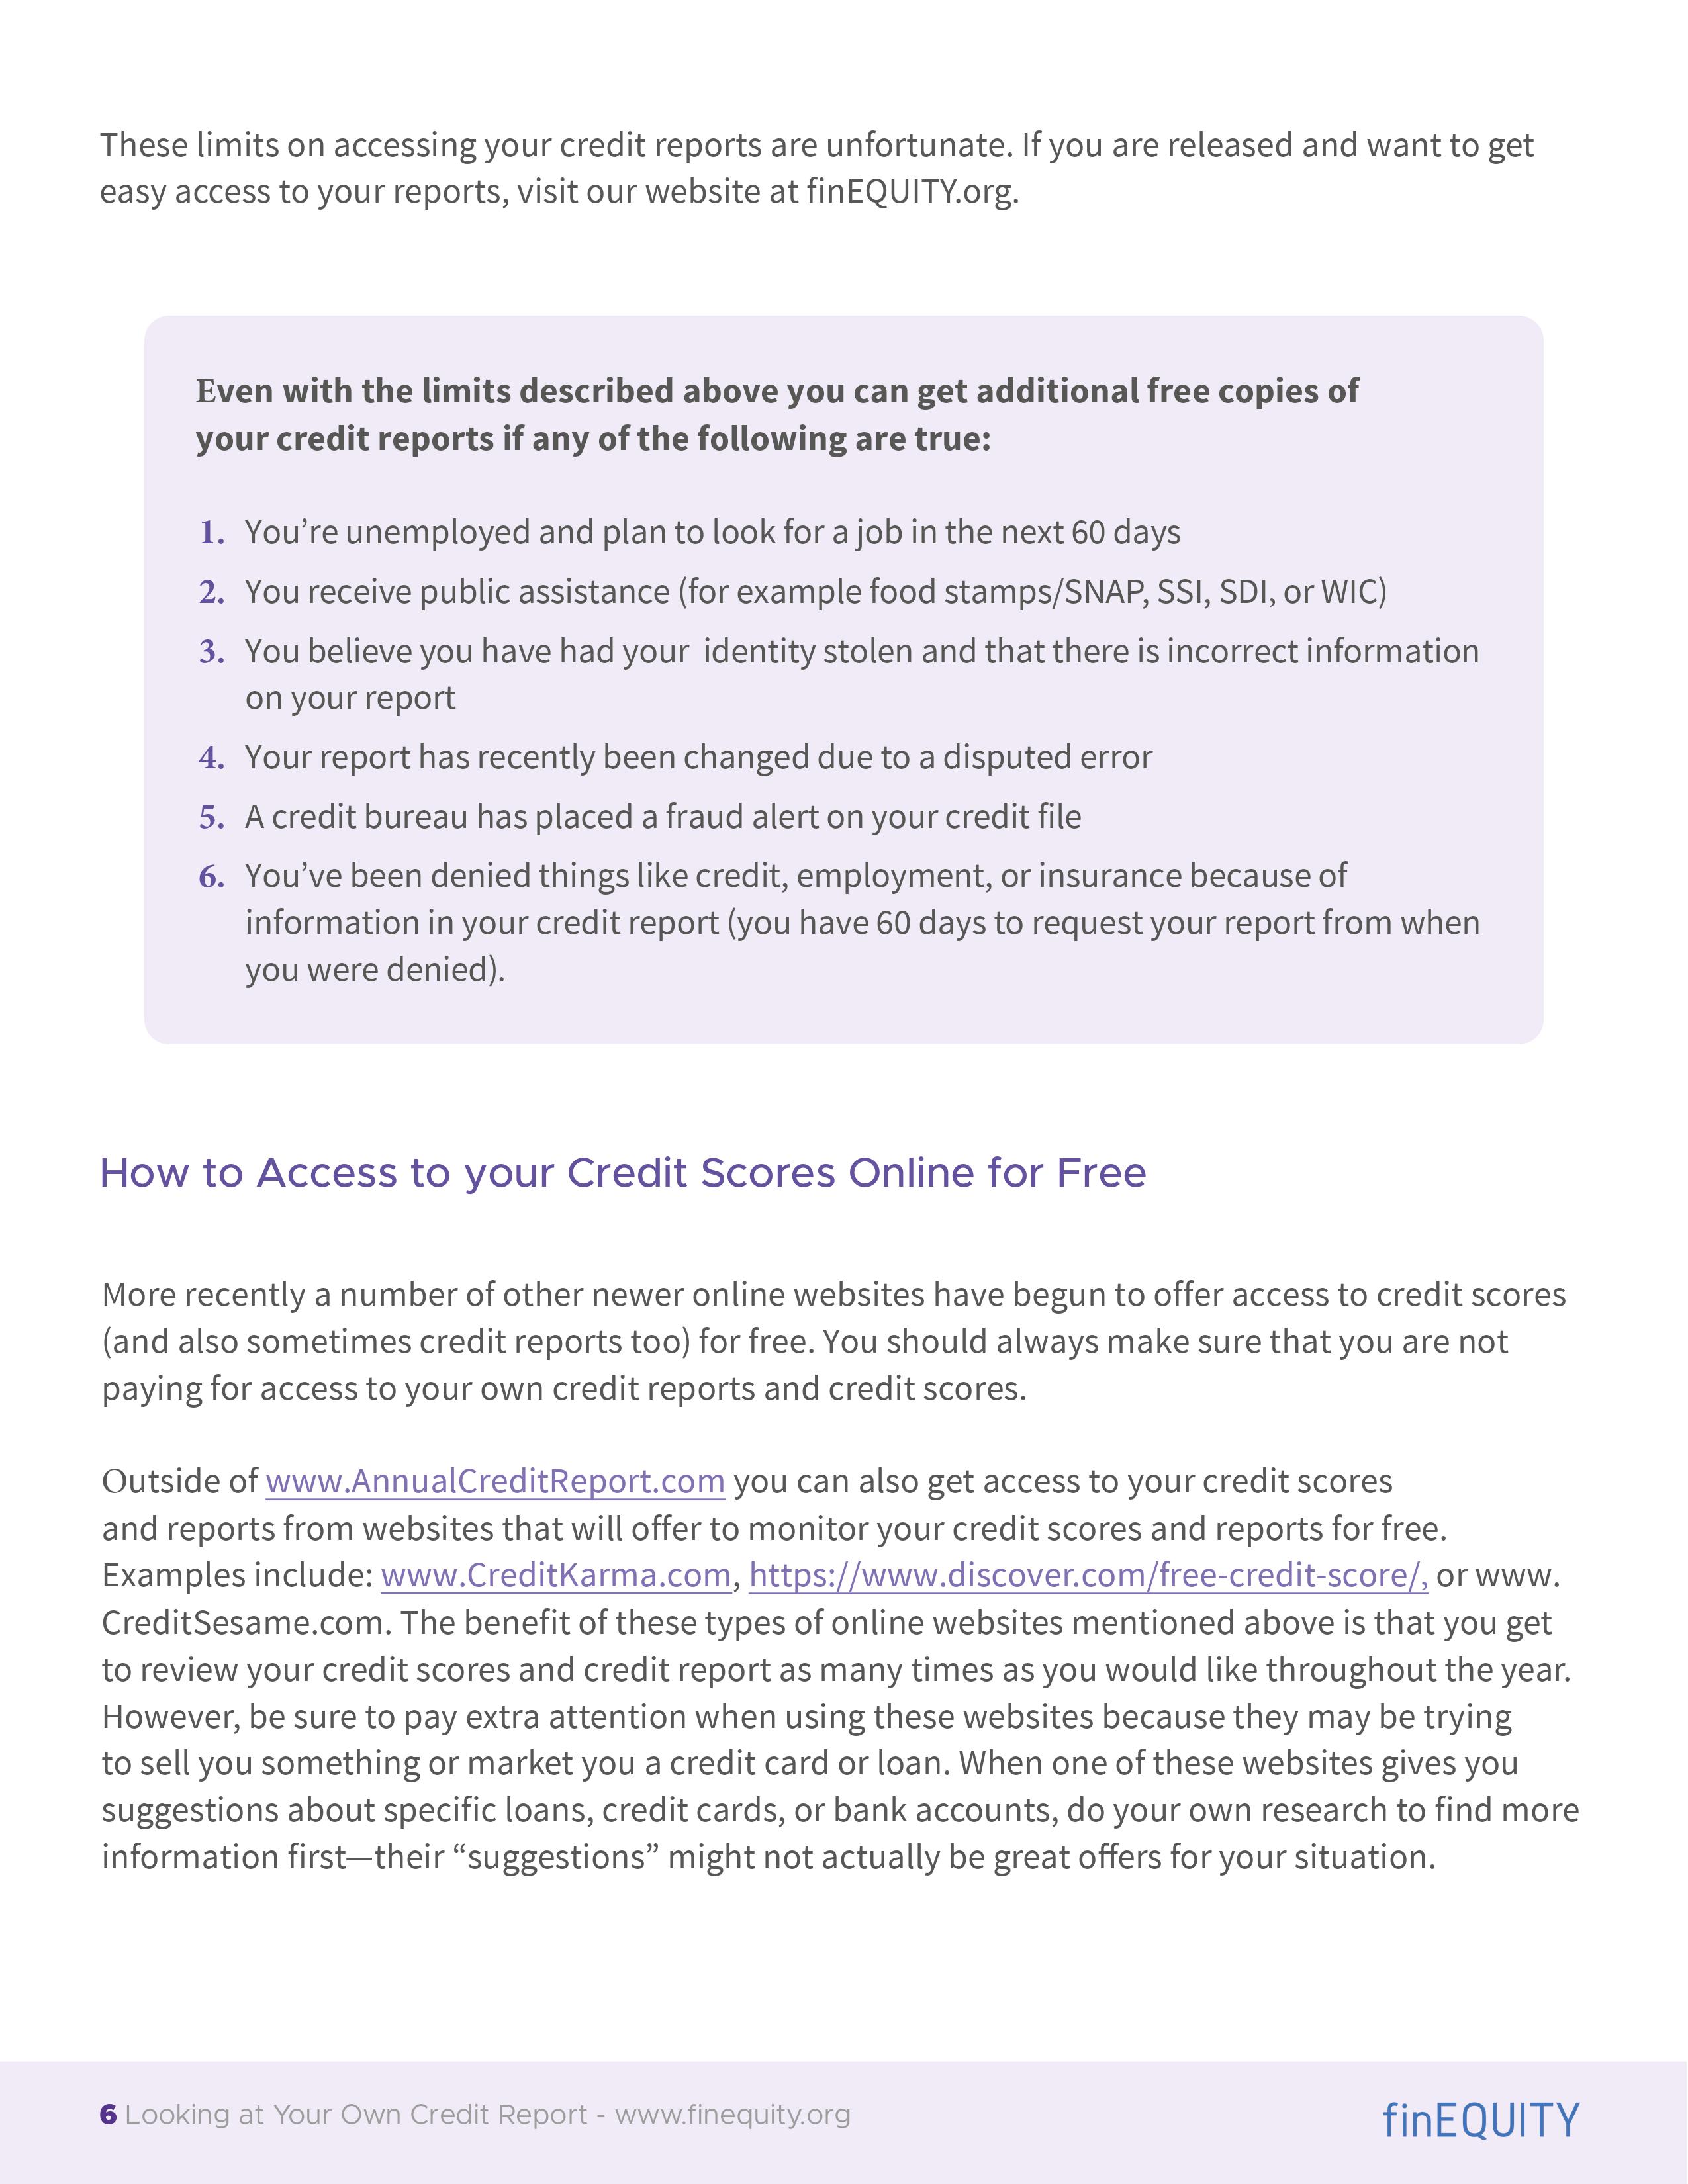 These limits on accessing your credit reports are unfortunate. If you are released and want to get
easy access to your reports, visit our website at finEQUITY.org.
Even with the limits described above you can get additional free copies of
your credit reports if any of the following are true:
1. You’re unemployed and plan to look for a job in the next 60 days
2. You receive public assistance (for example food stamps/SNAP, SSI, SDI, or WIC)
3. You believe you have had your  identity stolen and that there is incorrect information
on your report
4. Your report has recently been changed due to a disputed error
5. A credit bureau has placed a fraud alert on your credit file
6. You’ve been denied things like credit, employment, or insurance because of
information in your credit report (you have 60 days to request your report from when
you were denied).
How to Access to your Credit Scores Online for Free
More recently a number of other newer online websites have begun to offer access to credit scores
(and also sometimes credit reports too) for free. You should always make sure that you are not
paying for access to your own credit reports and credit scores.
Outside of www.AnnualCreditReport.com you can also get access to your credit scores
and reports from websites that will offer to monitor your credit scores and reports for free.
Examples include: www.CreditKarma.com, https://www.discover.com/free-credit-score/, or www.
CreditSesame.com. The benefit of these types of online websites mentioned above is that you get
to review your credit scores and credit report as many times as you would like throughout the year.
However, be sure to pay extra attention when using these websites because they may be trying
to sell you something or market you a credit card or loan. When one of these websites gives you
suggestions about specific loans, credit cards, or bank accounts, do your own research to find more
information first—their “suggestions” might not actually be great offers for your situation.
6 Looking at Your Own Credit Report - www.finequity.org
finEQUITY